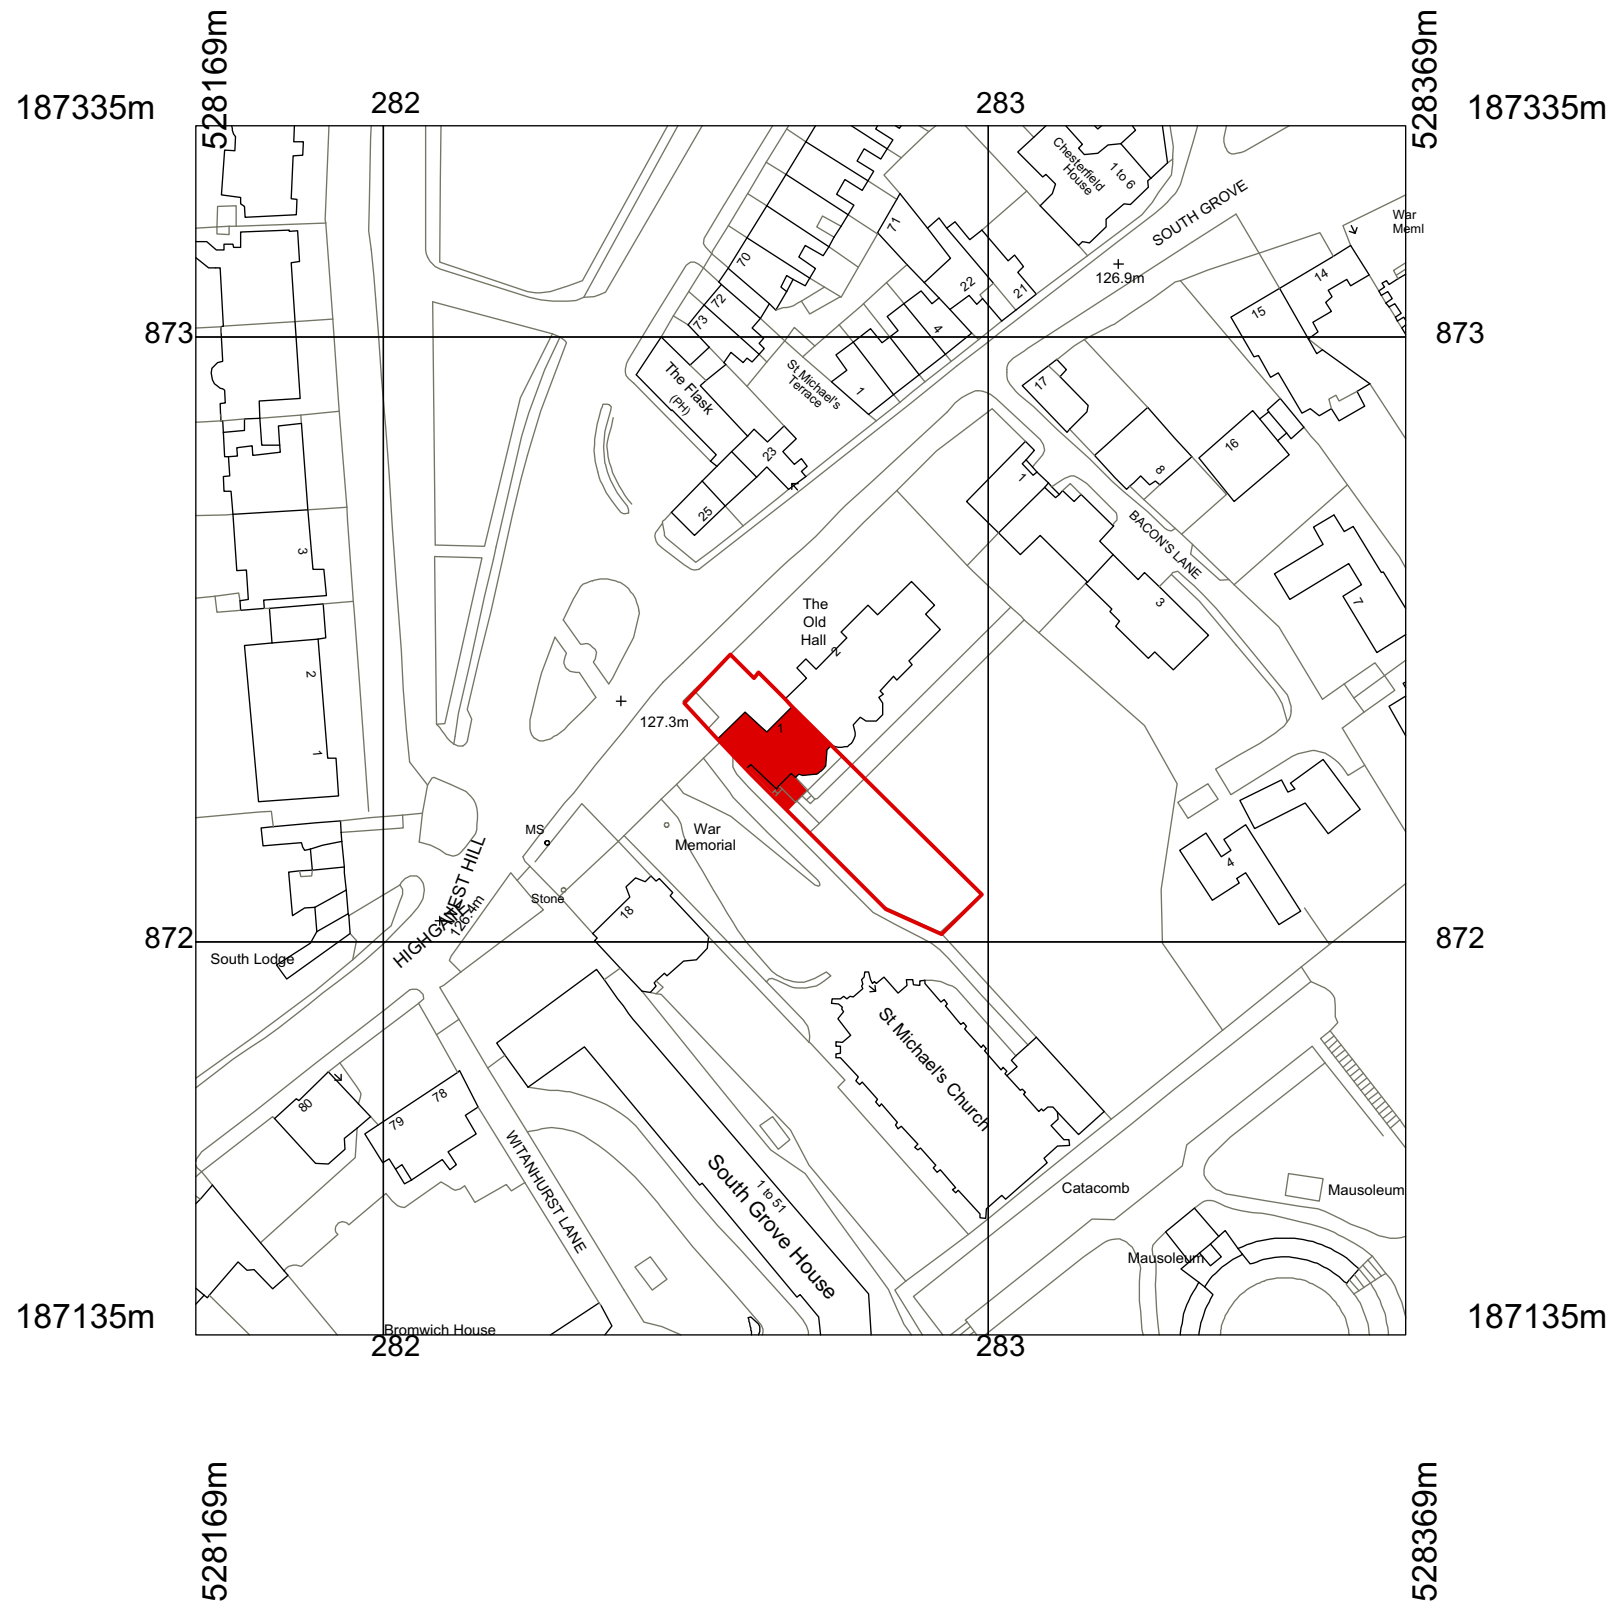 528169m
528369m
187335m
282
283
187335m
Chesterfield
House
1 to 6
SOUTH GROVE
War
Meml
71
70
72
73
22
21
126.9m
14
15
873
873
4
1
St Michael's
Terrace
The Flask
(PH)
17
23
16
8
25
1
BACON'S LANE
3
3
7
The
Old
Hall
2
2
127.3m
1
1
MS
War
Memorial
4
HIGHGATE WEST HILL
126.4m
Stone
18
872
872
South Lodge
St Michael's Church
80
78
79
WITANHURST LANE
1 to 51
South Grove House
Catacomb
Mausoleum
Mausoleum
187135m
Bromwich House
282
283
187135m
528169m
528369m